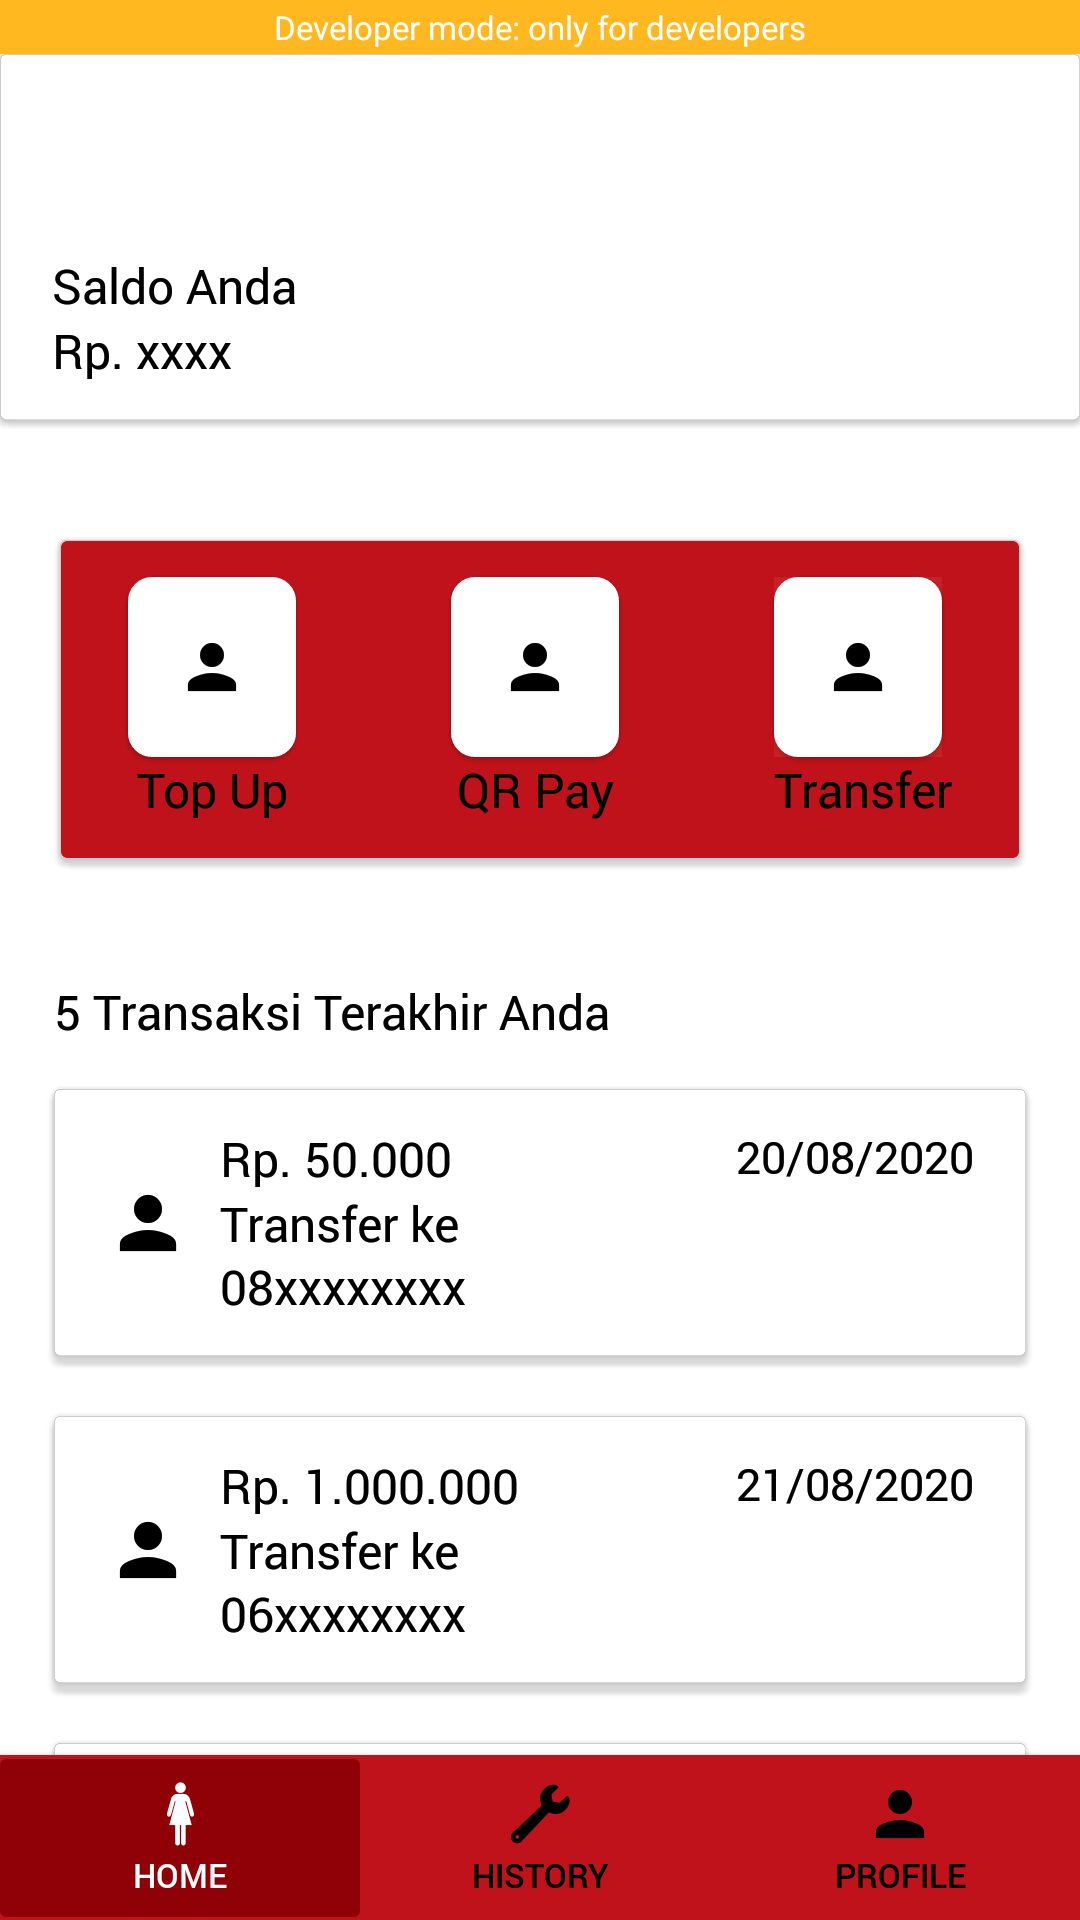 Developer mode: only for developers
Saldo Anda
Rp. xxxx
Top Up
QR Pay
Transfer
5 Transaksi Terakhir Anda
Rp. 50.000
20/08/2020
Transfer ke
08xxxxxxxx
Rp. 1.000.000
21/08/2020
Transfer ke
06xxxxxxxx
HOME
HISTORY
PROFILE